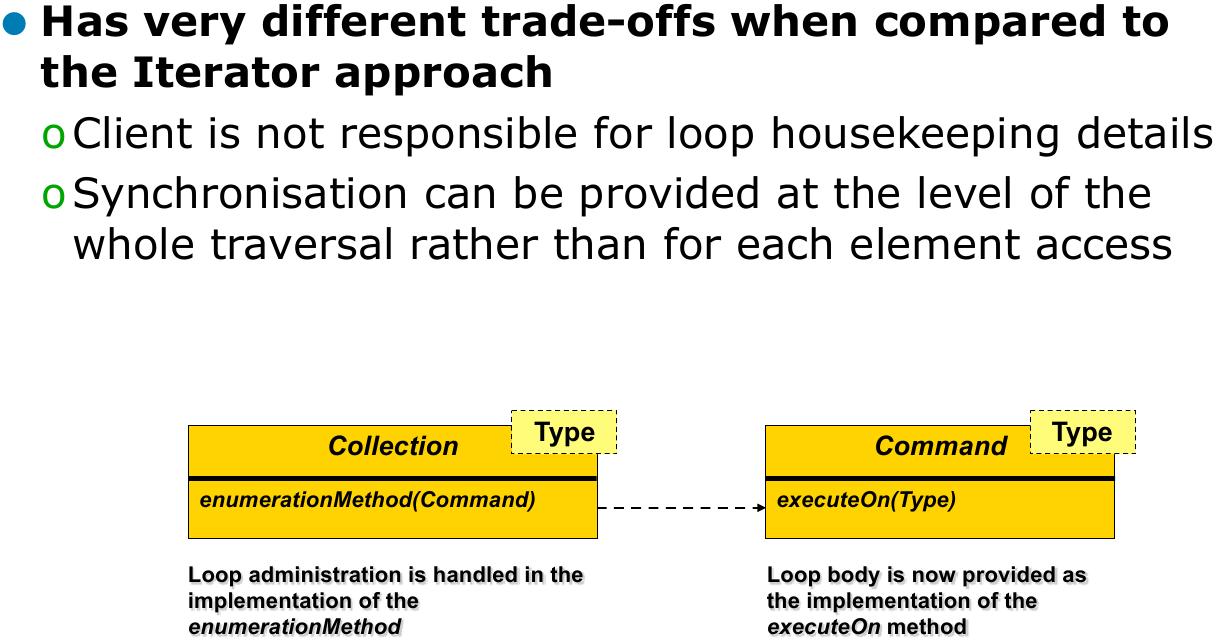 ● Has very different trade-offs when compared to
the Iterator approach
o Client is not responsible for loop housekeeping details
o Synchronisation can be provided at the level of the
whole traversal rather than for each element access
Type
Collection
enumerationMethod(Command)
Type
Command
executeOn(Type)
Loop administration is handled in the
implementation of the
enumerationMethod
Loop body is now provided as
the implementation of the
executeOn method